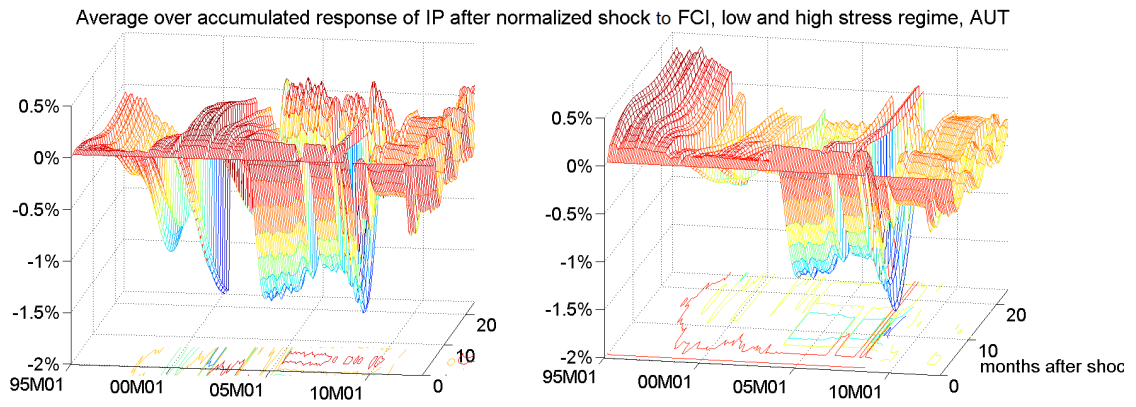 Average over accumulated response of IP after normalized shock to FCI, low and high stress regime, AUT
0.5%
0%
-0.5%
-1%
-1.5%
-2%
95M01
00M01
05M01
10M01
0
10
20
0.5%
0%
-0.5%
-1%
-1.5%
-2%
95M01
00M01
05M01
10M01
0
10
20
months after shoc